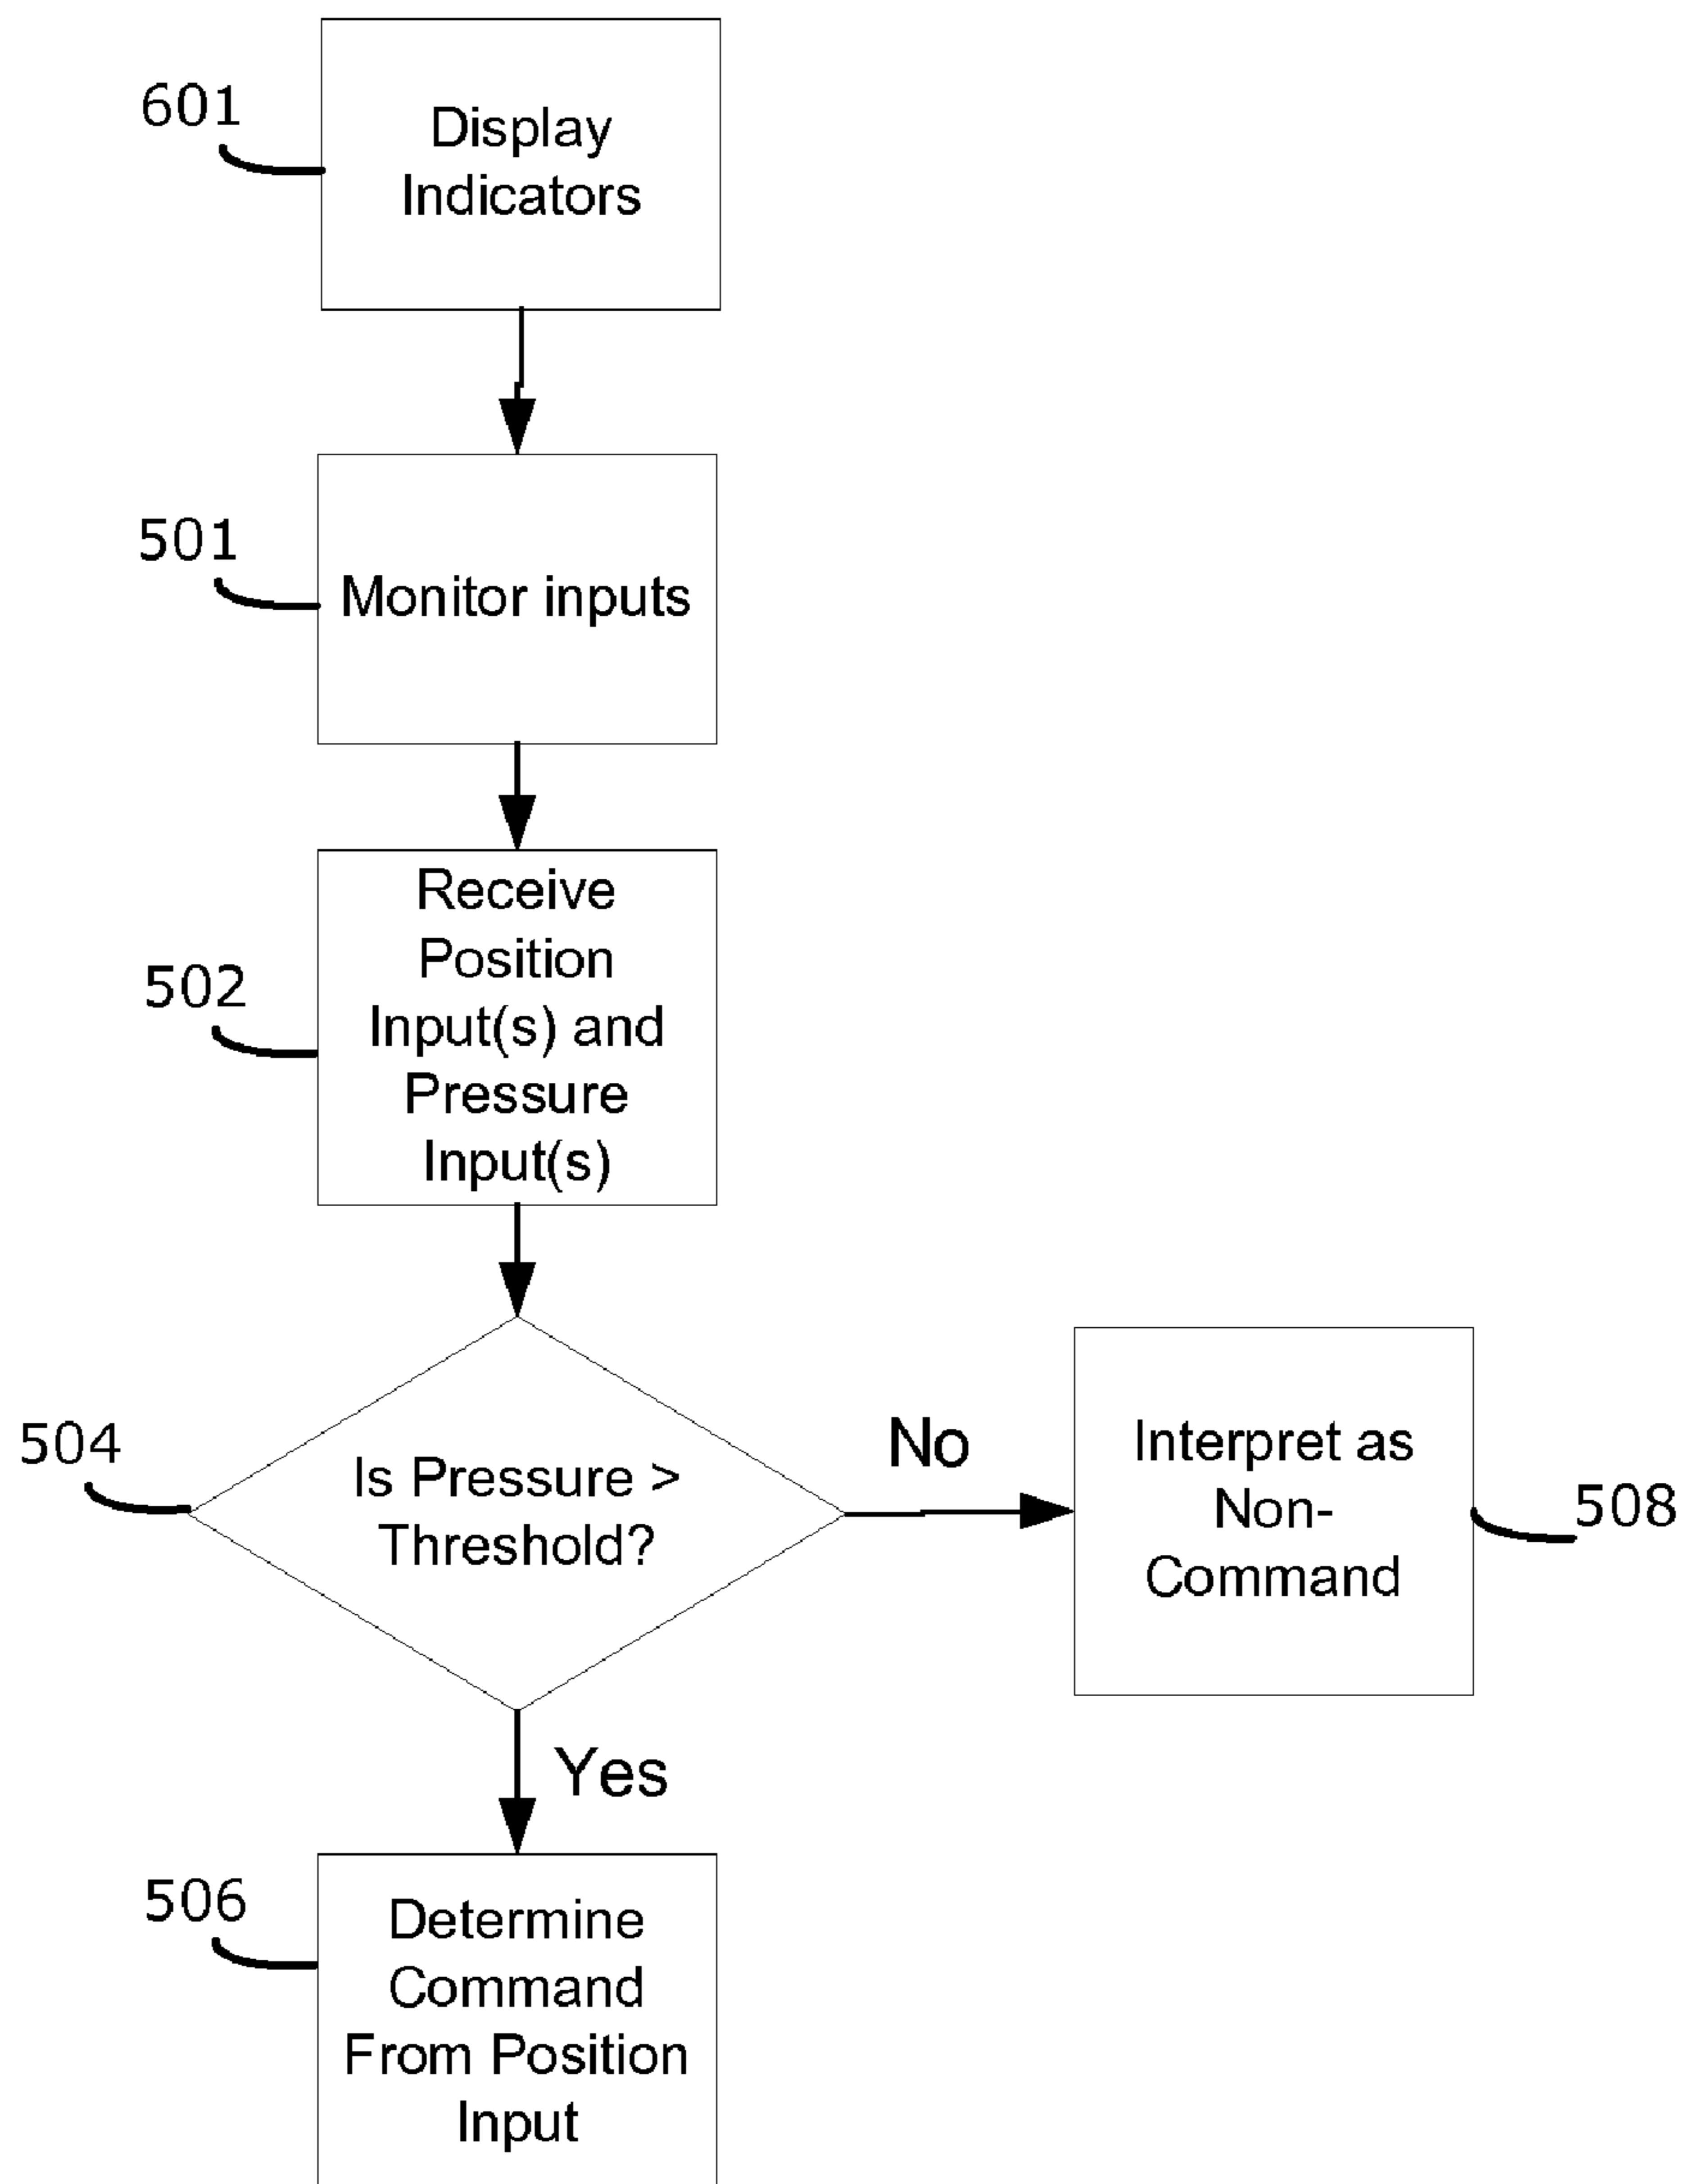 601
Display
Indicators
501
Monitor inputs
502
Receive
Position
Input(s) and
Pressure
Input(s)
504
Is Pressure >
Threshold?
No
Interpret as
Non-
Command
508
Yes
506
Determine
Command
From Position
Input